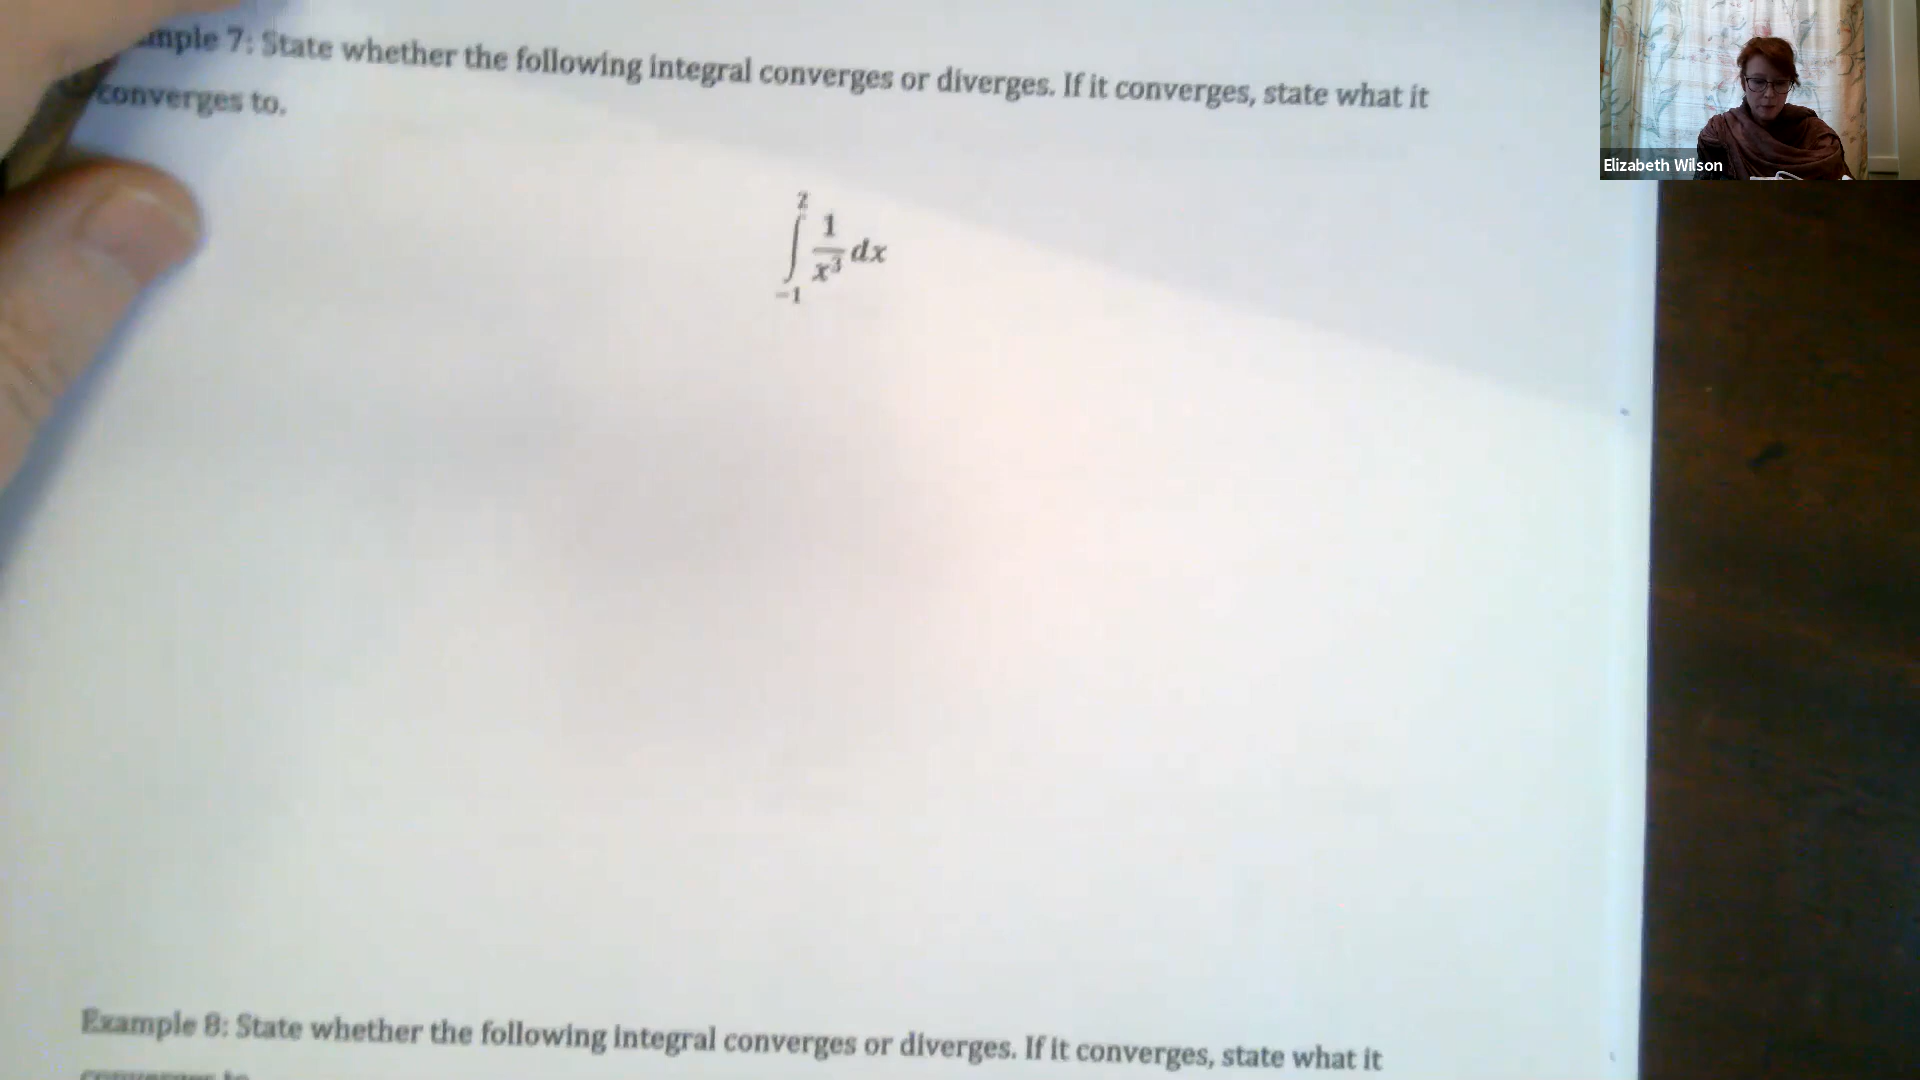 mple 7: State whether the following integral converges or diverges. If it converges, state what it
converges to.
Elizabeth Wilson
2
∫ 1/x³ dx
-1
Example 8: State whether the following integral converges or diverges. If it converges, state what it